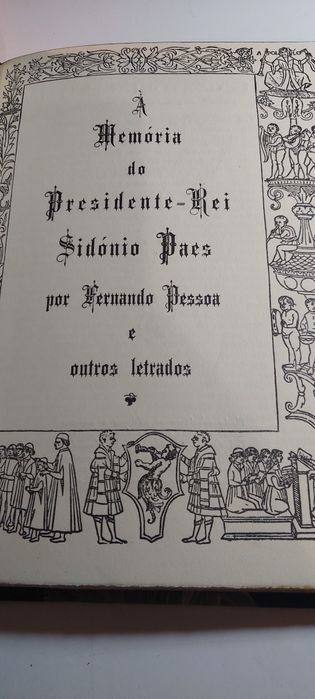 À
Memória
do
Presidente-Rei
Sidónio Paes
por Fernando Pessoa
e
outros letrados